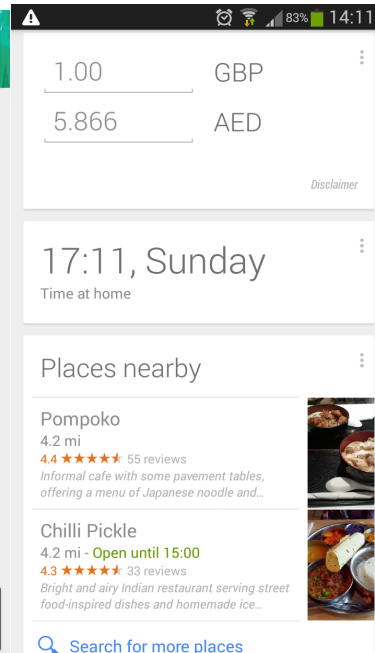 83% 14:11
1.00 GBP
5.866 AED
Disclaimer
17:11, Sunday
Time at home
Places nearby
Pompoko
4.2 mi
4.4 ★★★★★ 55 reviews
Informal cafe with some pavement tables,
offering a menu of Japanese noodle and…
Chilli Pickle
4.2 mi - Open until 15:00
4.3 ★★★★★ 33 reviews
Bright and airy Indian restaurant serving street
food-inspired dishes and homemade ice…
Search for more places